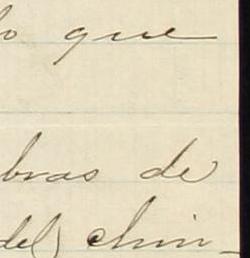 lo que
bras de
del) chin-